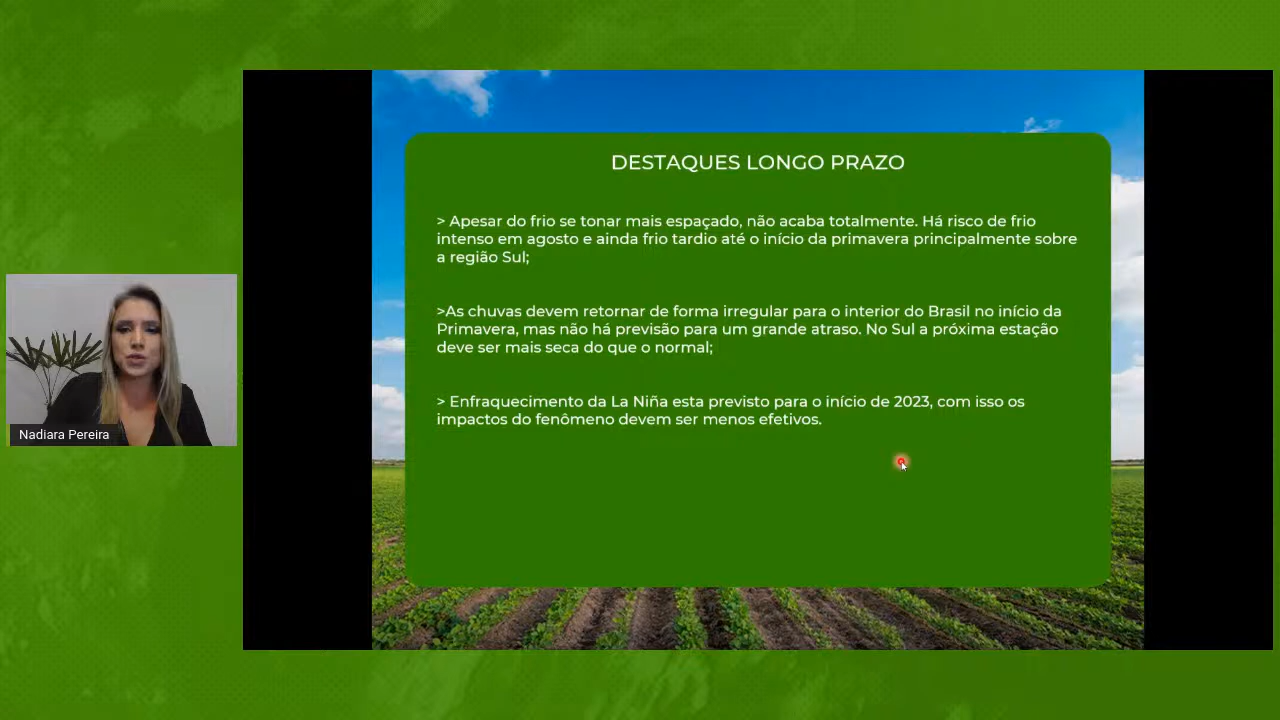 DESTAQUES LONGO PRAZO
> Apesar do frio se tonar mais espaçado, não acaba totalmente. Há risco de frio
intenso em agosto e ainda frio tardio até o início da primavera principalmente sobre
a região Sul;
>As chuvas devem retornar de forma irregular para o interior do Brasil no início da
Primavera, mas não há previsão para um grande atraso. No Sul a próxima estação
deve ser mais seca do que o normal;
> Enfraquecimento da La Niña esta previsto para o início de 2023, com isso os
impactos do fenômeno devem ser menos efetivos.
Nadiara Pereira